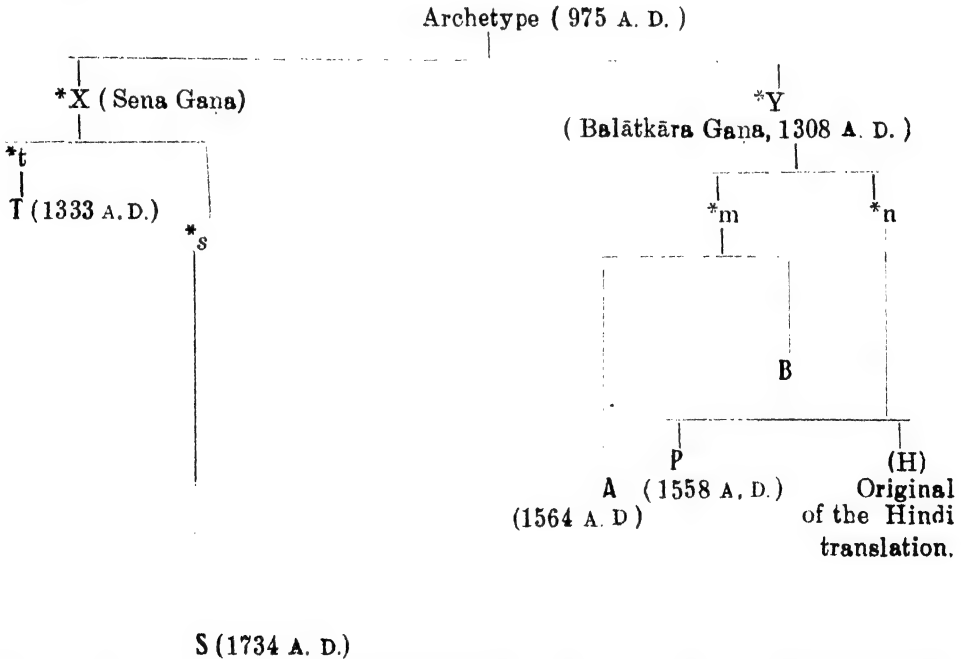 Archetype ( 975 A. D. )
*X ( Sena Gaṇa)
*Y
( Balātkāra Gaṇa, 1308 A. D. )
*t
T (1333 A. D.)
*s
*m
*n
B
P
(H)
A
(1558 A, D.)
Original
(1564 A. D)
of the Hindi
translation.
S (1734 A. D.)